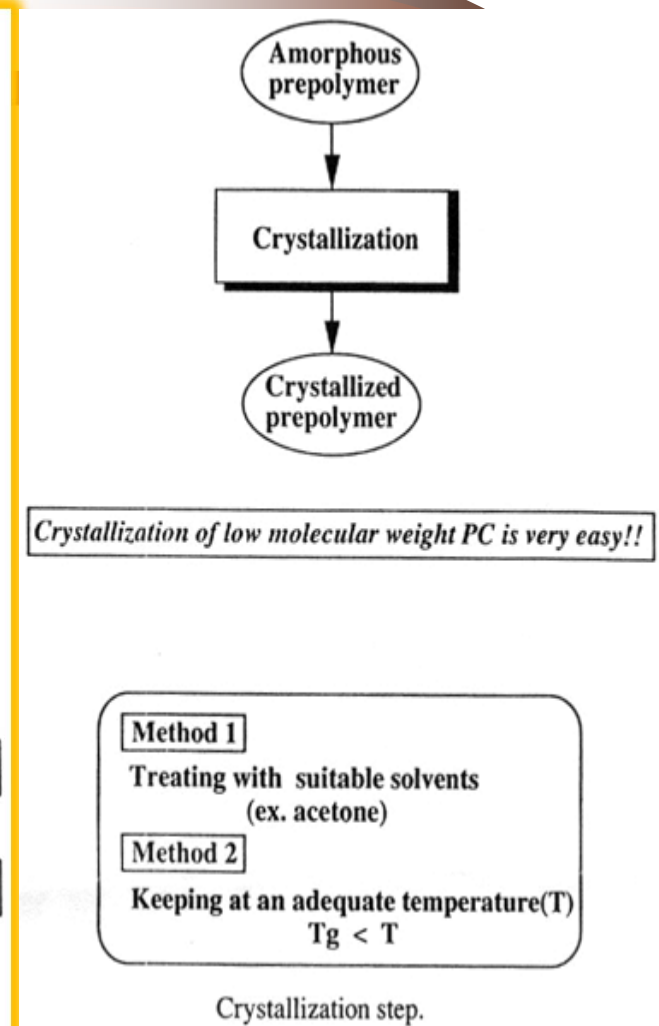 Amorphous
prepolymer
Crystallization
Crystallized
prepolymer
Crystallization of low molecular weight PC is very easy!!
Method 1
Treating with suitable solvents
(ex. acetone)
Method 2
Keeping at an adequate temperature(T)
Tg < T
Crystallization step.